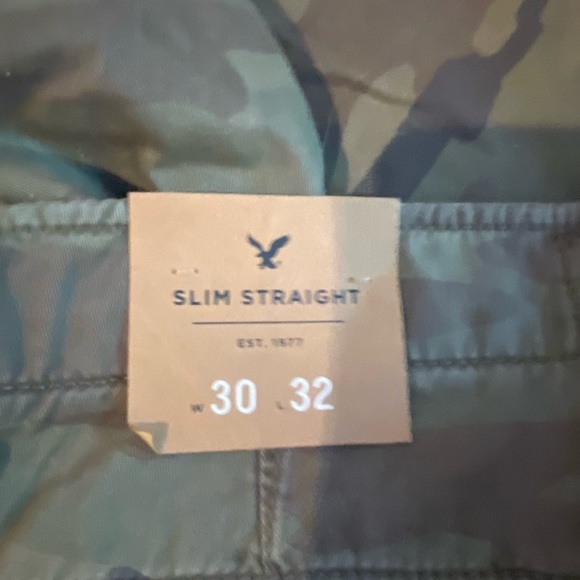 SLIM STRAIGHT
EST. 1977
W 30 L 32